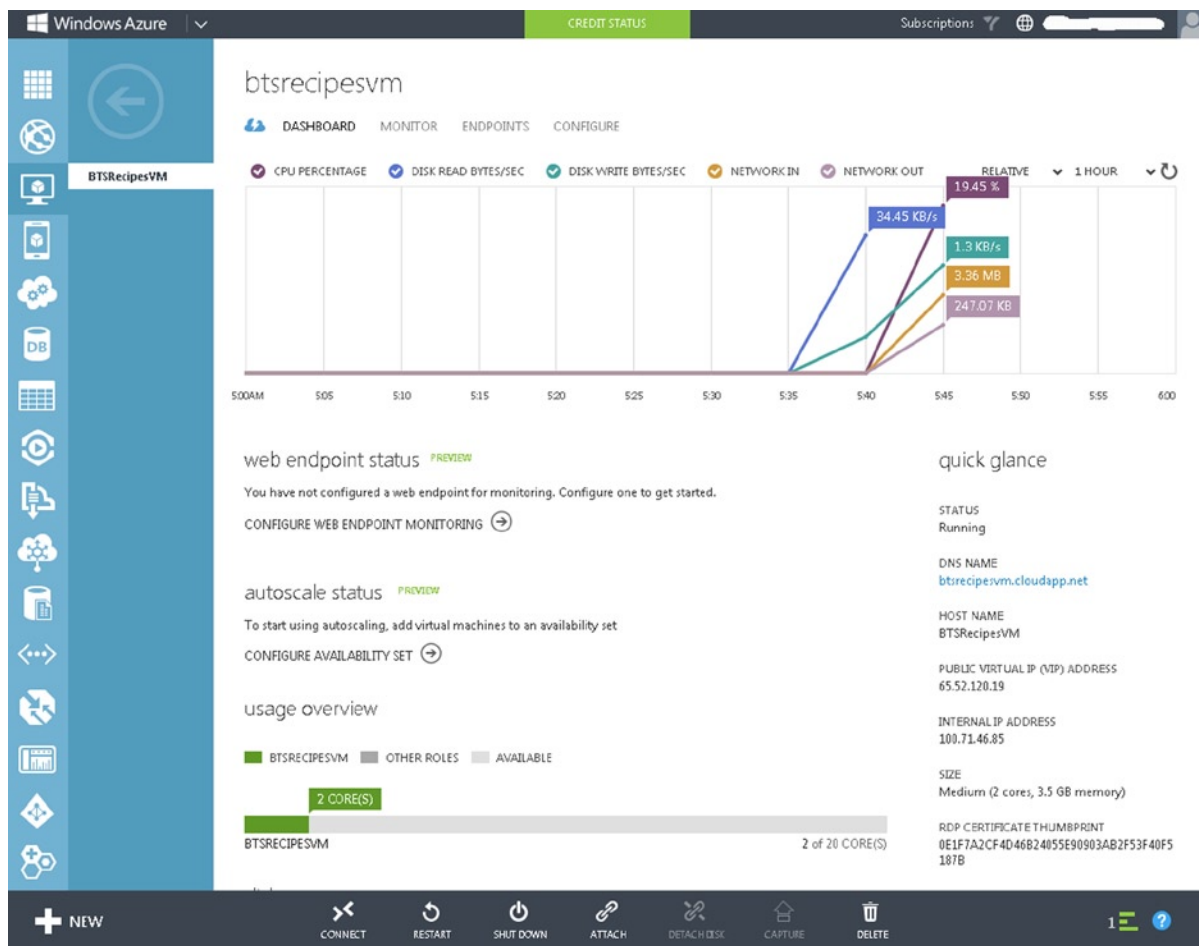 Windows Azure
CREDIT STATUS
Subscriptions
BTSRecipesVM
btsrecipesvm
DASHBOARD MONITOR ENDPOINTS CONFIGURE
CPU PERCENTAGE DISK READ BYTES/SEC DISK WRITE BYTES/SEC NETWORK IN NETWORK OUT RELATIVE 1 HOUR
19.45 %
34.45 KB/s
1.3 KB/s
3.36 MB
247.07 KB
5:00AM 5:05 5:10 5:15 5:20 5:25 5:30 5:35 5:40 5:45 5:50 5:55 6:00
web endpoint status PREVIEW
You have not configured a web endpoint for monitoring. Configure one to get started.
CONFIGURE WEB ENDPOINT MONITORING
autoscale status PREVIEW
To start using autoscaling, add virtual machines to an availability set
CONFIGURE AVAILABILITY SET
usage overview
BTSRECIPESVM OTHER ROLES AVAILABLE
2 CORE(S)
BTSRECIPESVM 2 of 20 CORE(S)
quick glance
STATUS
Running
DNS NAME
btsrecipesvm.cloudapp.net
HOST NAME
BTSRecipesVM
PUBLIC VIRTUAL IP (VIP) ADDRESS
65.52.120.19
INTERNAL IP ADDRESS
100.71.46.85
SIZE
Medium (2 cores, 3.5 GB memory)
RDP CERTIFICATE THUMBPRINT
0E1F7A2CF4D46B24055E90903AB2F53F40F5
187B
DB
NEW
CONNECT RESTART SHUT DOWN ATTACH DETACH DISK CAPTURE DELETE
1 ?